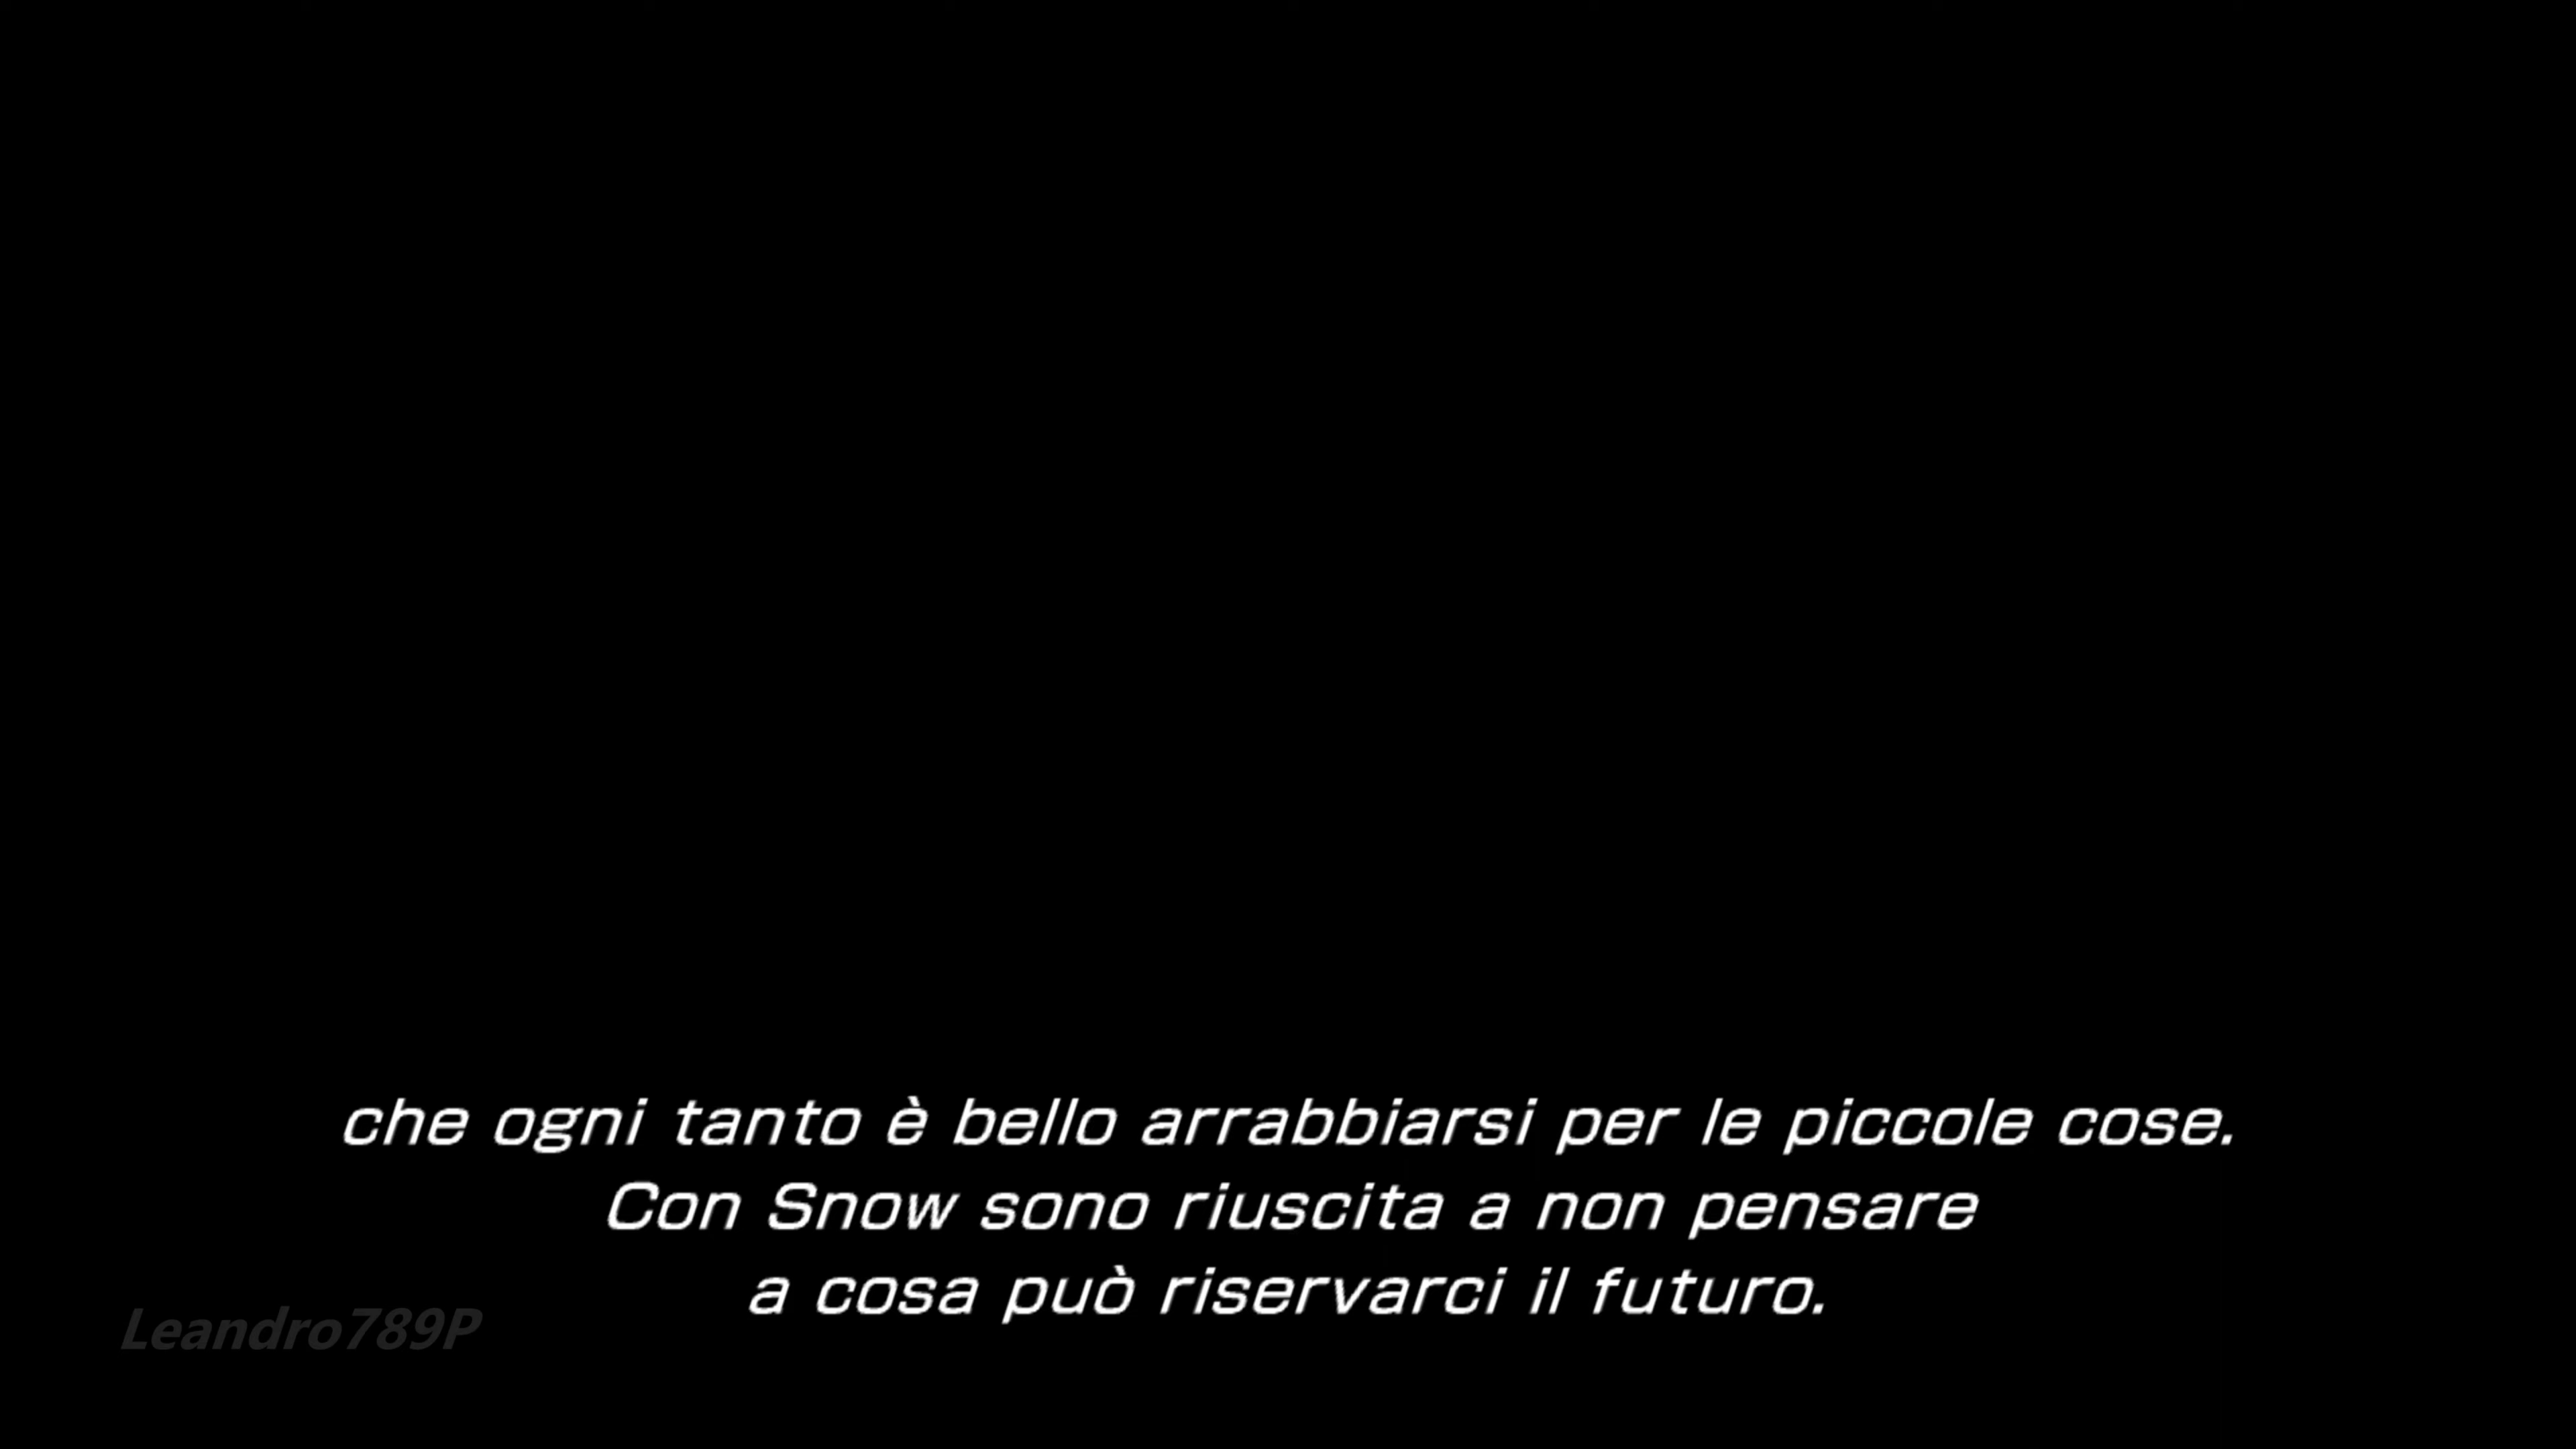 che ogni tanto è bello arrabbiarsi per le piccole cose.
Con Snow sono riuscita a non pensare
a cosa può riservarci il futuro.
Leandro789P